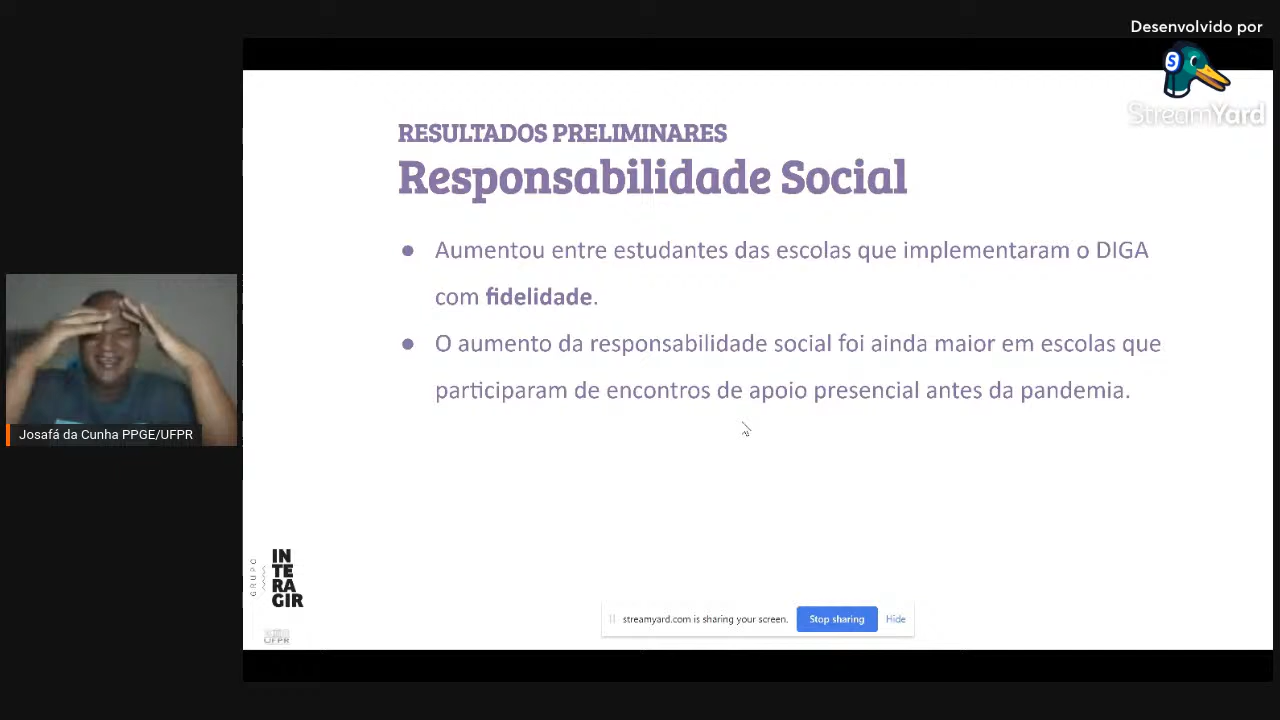 Desenvolvido por
StreamYard
RESULTADOS PRELIMINARES
Responsabilidade Social
● Aumentou entre estudantes das escolas que implementaram o DIGA
com fidelidade.
● O aumento da responsabilidade social foi ainda maior em escolas que
participaram de encontros de apoio presencial antes da pandemia.
Josafá da Cunha PPGE/UFPR
GRUPO
IN
TE
RA
GIR
UFPR
streamyard.com is sharing your screen.
Stop sharing
Hide